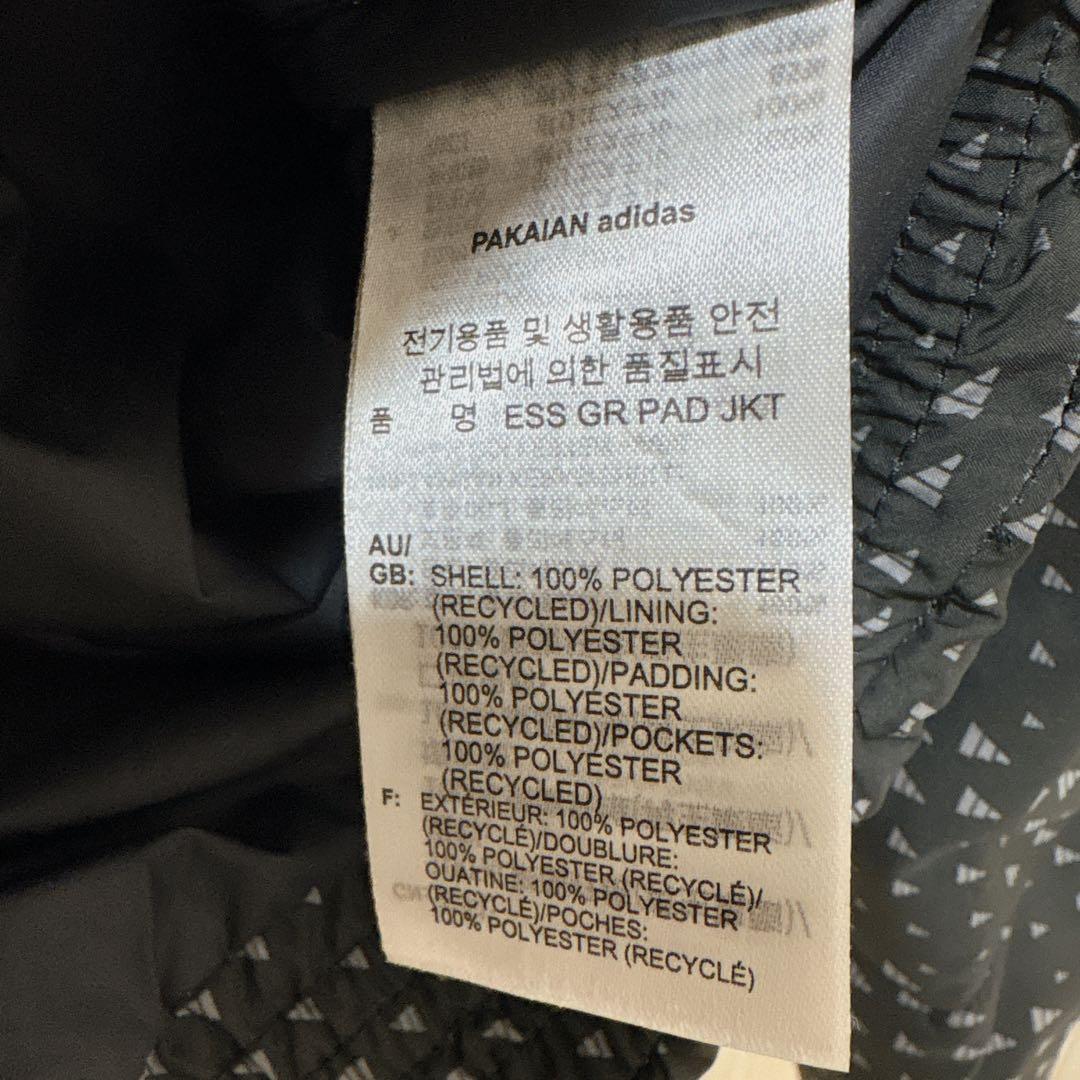 PAKAIAN adidas
전기용품 및 생활용품 안전
관리법에 의한 품질표시
품 명 ESS GR PAD JKT
AU/
GB: SHELL: 100% POLYESTER
(RECYCLED)/LINING:
100% POLYESTER
(RECYCLED)/PADDING:
100% POLYESTER
(RECYCLED)/POCKETS:
100% POLYESTER
(RECYCLED)
F: EXTÉRIEUR: 100% POLYESTER
(RECYCLÉ)/DOUBLURE:
100% POLYESTER (RECYCLÉ)/
OUATINE: 100% POLYESTER
(RECYCLÉ)/POCHES:
100% POLYESTER (RECYCLÉ)